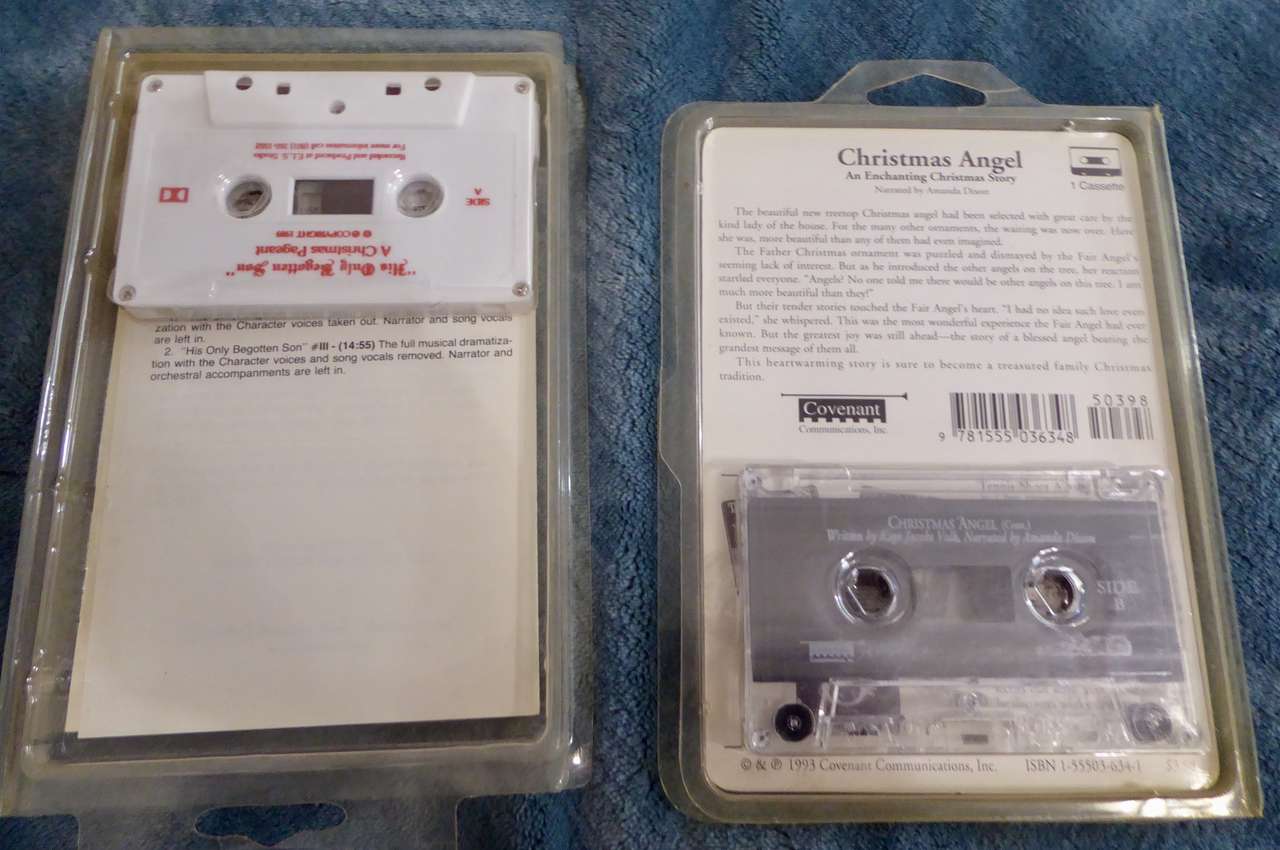 "His Only Begotten Son"
A Christmas Pageant
© COPYRIGHT 1989
SIDE
A
Recorded and Produced at E.L.S. Studio
For more information call
zation with the Character voices taken out. Narrator and song vocals
are left in.
2. "His Only Begotten Son" #III - (14:55) The full musical dramatiza-
tion with the Character voices and song vocals removed. Narrator and
orchestral accompanments are left in.
Christmas Angel
An Enchanting Christmas Story
Narrated by Amanda Dixon
1 Cassette
The beautiful new treetop Christmas angel had been selected with great care by the
kind lady of the house. For the many other ornaments, the waiting was now over. Here
she was, more beautiful than any of them had even imagined.
The Father Christmas ornament was puzzled and dismayed by the Fair Angel's
seeming lack of interest. But as he introduced the other angels on the tree, her reaction
startled everyone. "Angels? No one told me there would be other angels on this tree. I am
much more beautiful than they!"
But their tender stories touched the Fair Angel's heart. "I had no idea such love even
existed," she whispered. This was the most wonderful experience the Fair Angel had ever
known. But the greatest joy was still ahead—the story of a blessed angel bearing the
grandest message of them all.
This heartwarming story is sure to become a treasured family Christmas
tradition.
Covenant
Communications, Inc.
50398
9 781555 036348
CHRISTMAS ANGEL (Cont.)
Written by Kaye Jacobs Volk, Narrated by Amanda Dixon
SIDE
B
© & ℗ 1993 Covenant Communications, Inc. ISBN 1-55503-634-1